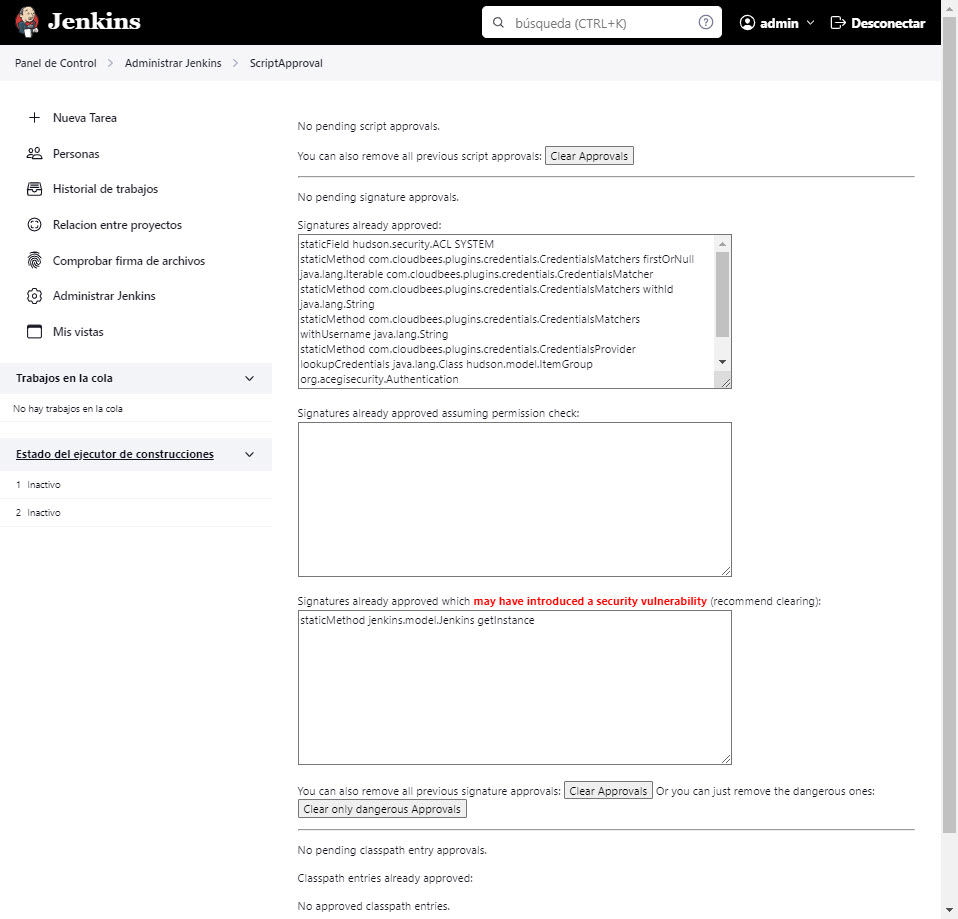 Jenkins
búsqueda (CTRL+K)
admin
Desconectar
Panel de Control
Administrar Jenkins
ScriptApproval
Nueva Tarea
Personas
Historial de trabajos
Relacion entre proyectos
Comprobar firma de archivos
Administrar Jenkins
Mis vistas
Trabajos en la cola
No hay trabajos en la cola
Estado del ejecutor de construcciones
1 Inactivo
2 Inactivo
No pending script approvals.
You can also remove all previous script approvals: Clear Approvals
No pending signature approvals.
Signatures already approved:
staticField hudson.security.ACL SYSTEM
staticMethod com.cloudbees.plugins.credentials.CredentialsMatchers firstOrNull
java.lang.Iterable com.cloudbees.plugins.credentials.CredentialsMatcher
staticMethod com.cloudbees.plugins.credentials.CredentialsMatchers withId
java.lang.String
staticMethod com.cloudbees.plugins.credentials.CredentialsMatchers
withUsername java.lang.String
staticMethod com.cloudbees.plugins.credentials.CredentialsProvider
lookupCredentials java.lang.Class hudson.model.ItemGroup
org.acegisecurity.Authentication
Signatures already approved assuming permission check:
Signatures already approved which may have introduced a security vulnerability (recommend clearing):
staticMethod jenkins.model.Jenkins getInstance
You can also remove all previous signature approvals: Clear Approvals Or you can just remove the dangerous ones:
Clear only dangerous Approvals
No pending classpath entry approvals.
Classpath entries already approved:
No approved classpath entries.